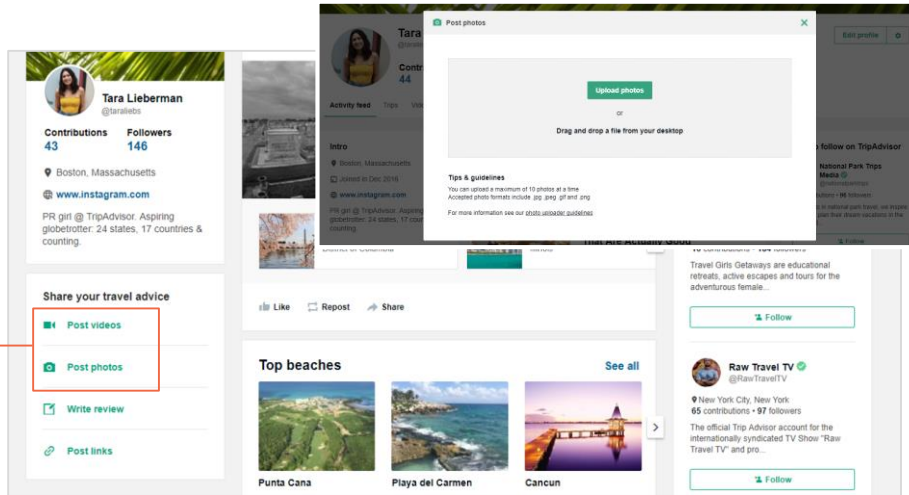 Tara Lieberman
@taraliebs
Contributions Followers
43 146
Boston, Massachusetts
www.instagram.com
PR girl @ TripAdvisor. Aspiring
globetrotter: 24 states, 17 countries &
counting.
Share your travel advice
Post videos
Post photos
Write review
Post links
Post photos
Upload photos
or
Drag and drop a file from your desktop
Tips & guidelines
You can upload a maximum of 10 photos at a time
Accepted photo formats include .jpg .jpeg .gif and .png
For more information see our photo uploader guidelines
Tara
Contr
44
Edit profile
Activity feed Trips
Intro
Boston, Massachusetts
Joined in Dec 2016
www.instagram.com
PR girl @ TripAdvisor. Aspiring
globetrotter: 24 states, 17 coun
counting.
o follow on TripAdvisor
National Park Trips
Media
Follow
That Are Actually Good
Like Repost Share
Top beaches See all
Punta Cana Playa del Carmen Cancun
Travel Girls Getaways are educational
retreats, active escapes and tours for the
adventurous female...
Follow
Raw Travel TV
@RawTravelTV
New York City, New York
65 contributions • 97 followers
The official Trip Advisor account for the
internationally syndicated TV Show "Raw
Travel TV" and pro...
Follow